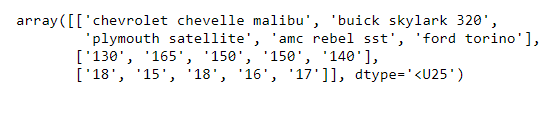 array([['chevrolet chevelle malibu', 'buick skylark 320',
'plymouth satellite', 'amc rebel sst', 'ford torino'],
['130', '165', '150', '150', '140'],
['18', '15', '18', '16', '17']], dtype='<U25')